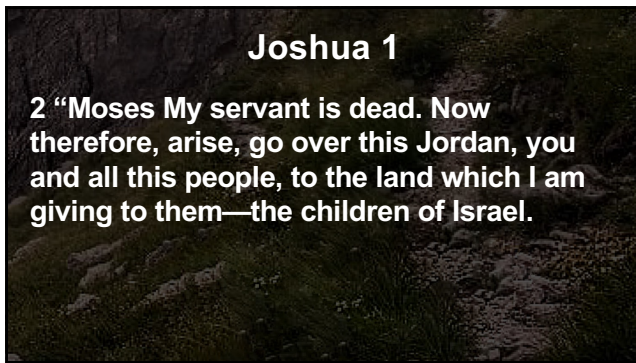 Joshua 1
2 “Moses My servant is dead. Now
therefore, arise, go over this Jordan, you
and all this people, to the land which I am
giving to them—the children of Israel.